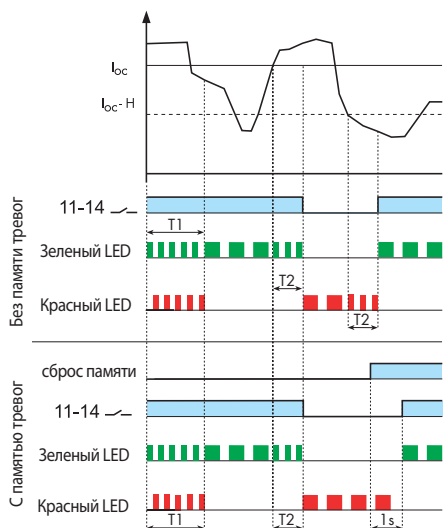 Ioc
Ioc - H
Без памяти тревог
11-14
T1
Зеленый LED
T2
Красный LED
T2
С памятью тревог
сброс памяти
11-14
Зеленый LED
Красный LED
T1
T2
1s